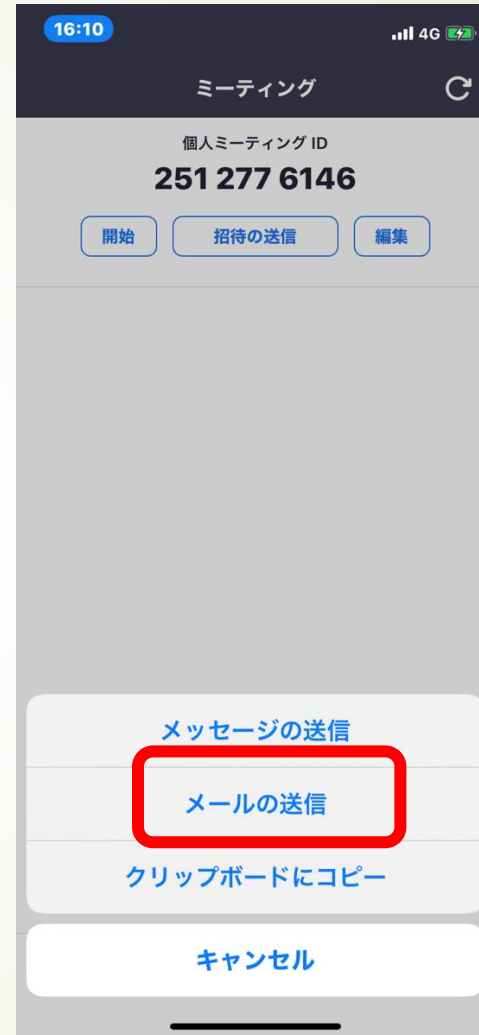 16:10 4G
ミーティング
個人ミーティング ID
251 277 6146
開始 招待の送信 編集
メッセージの送信
メールの送信
クリップボードにコピー
キャンセル